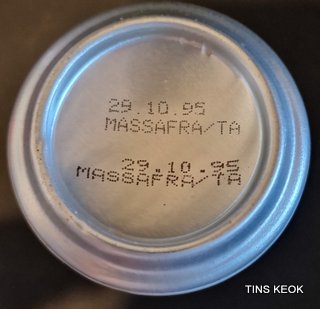 29.10.95
MASSAFRA/TA
29.10.95
MASSAFRA/TA
TINS KEOK